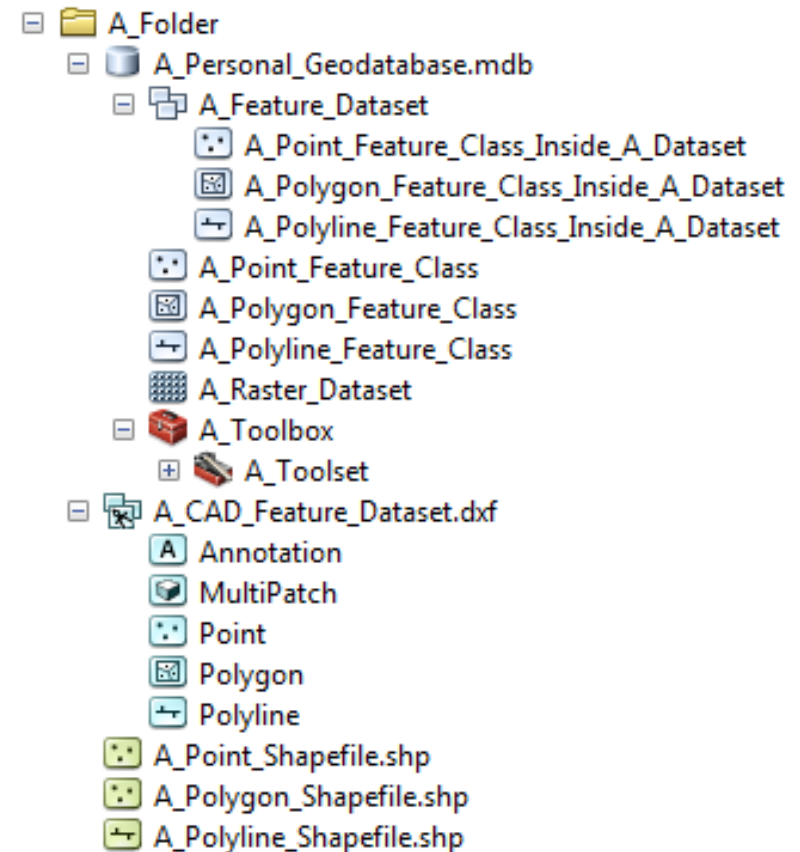 A_Folder
A_Personal_Geodatabase.mdb
A_Feature_Dataset
A_Point_Feature_Class_Inside_A_Dataset
A_Polygon_Feature_Class_Inside_A_Dataset
A_Polyline_Feature_Class_Inside_A_Dataset
A_Point_Feature_Class
A_Polygon_Feature_Class
A_Polyline_Feature_Class
A_Raster_Dataset
A_Toolbox
A_Toolset
A_CAD_Feature_Dataset.dxf
A Annotation
MultiPatch
Point
Polygon
Polyline
A_Point_Shapefile.shp
A_Polygon_Shapefile.shp
A_Polyline_Shapefile.shp